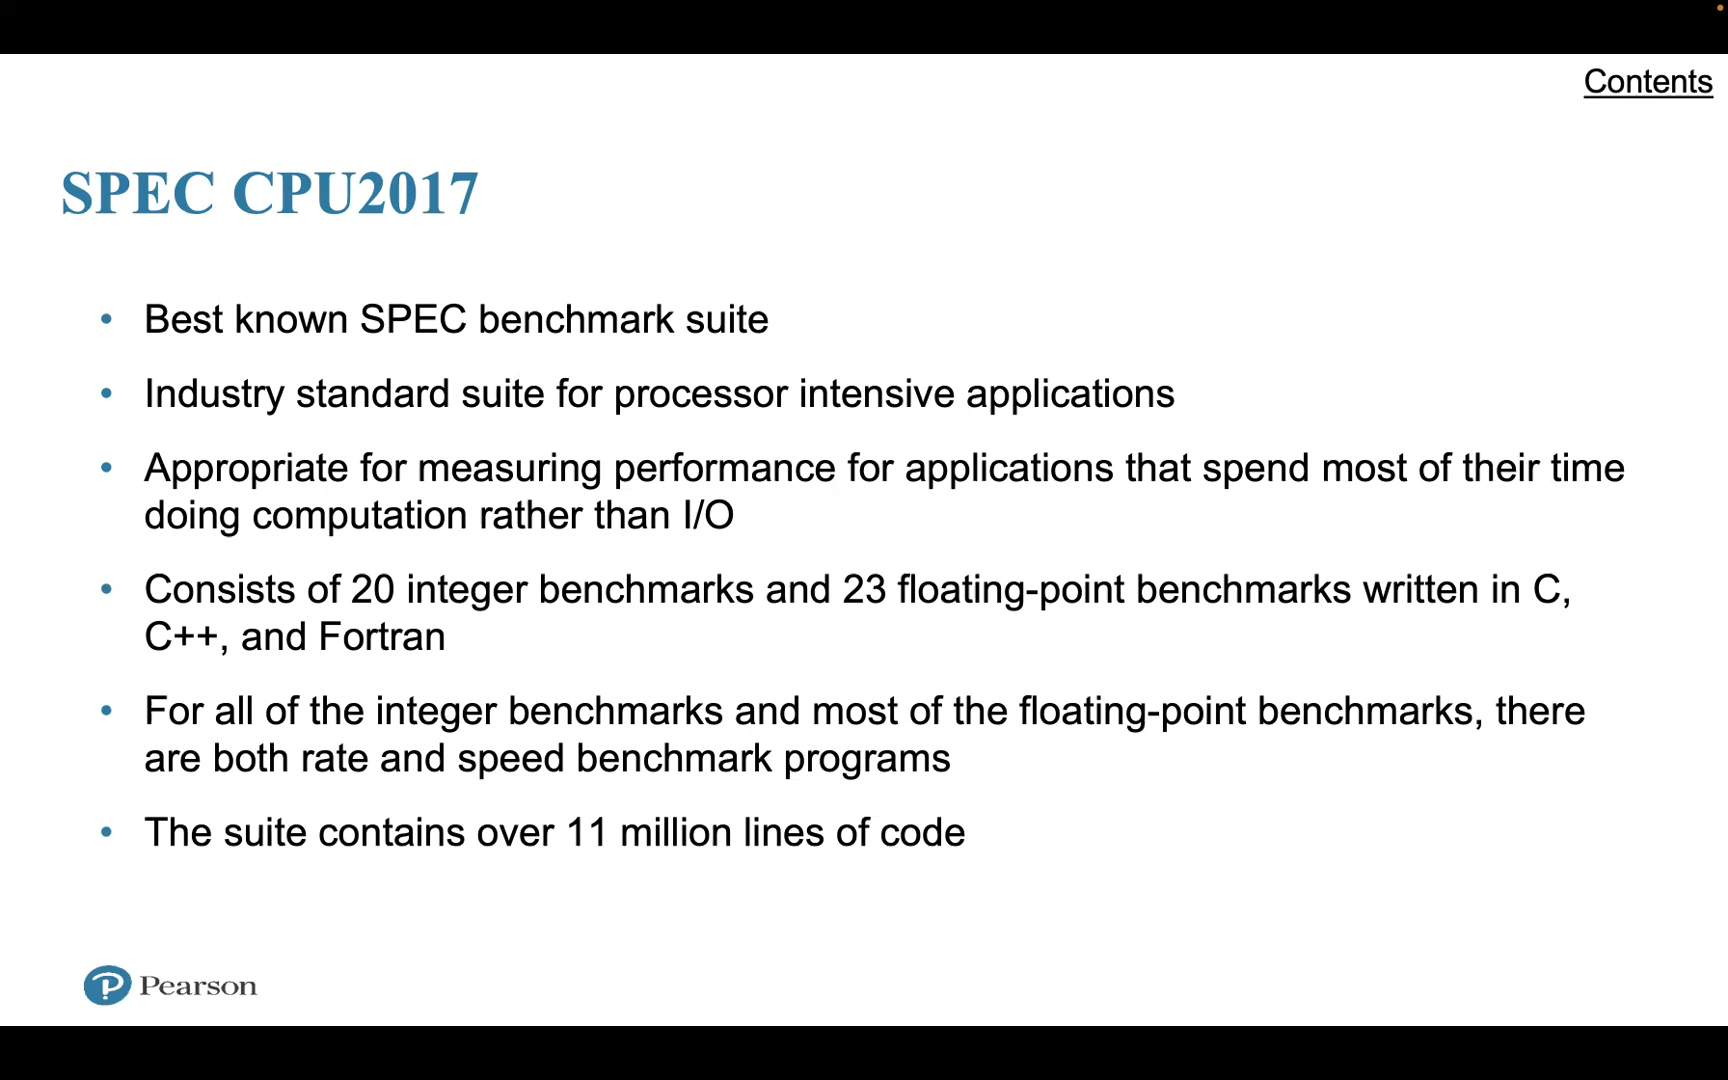 Contents
SPEC CPU2017
• Best known SPEC benchmark suite
• Industry standard suite for processor intensive applications
• Appropriate for measuring performance for applications that spend most of their time
doing computation rather than I/O
• Consists of 20 integer benchmarks and 23 floating-point benchmarks written in C,
C++, and Fortran
• For all of the integer benchmarks and most of the floating-point benchmarks, there
are both rate and speed benchmark programs
• The suite contains over 11 million lines of code
Pearson